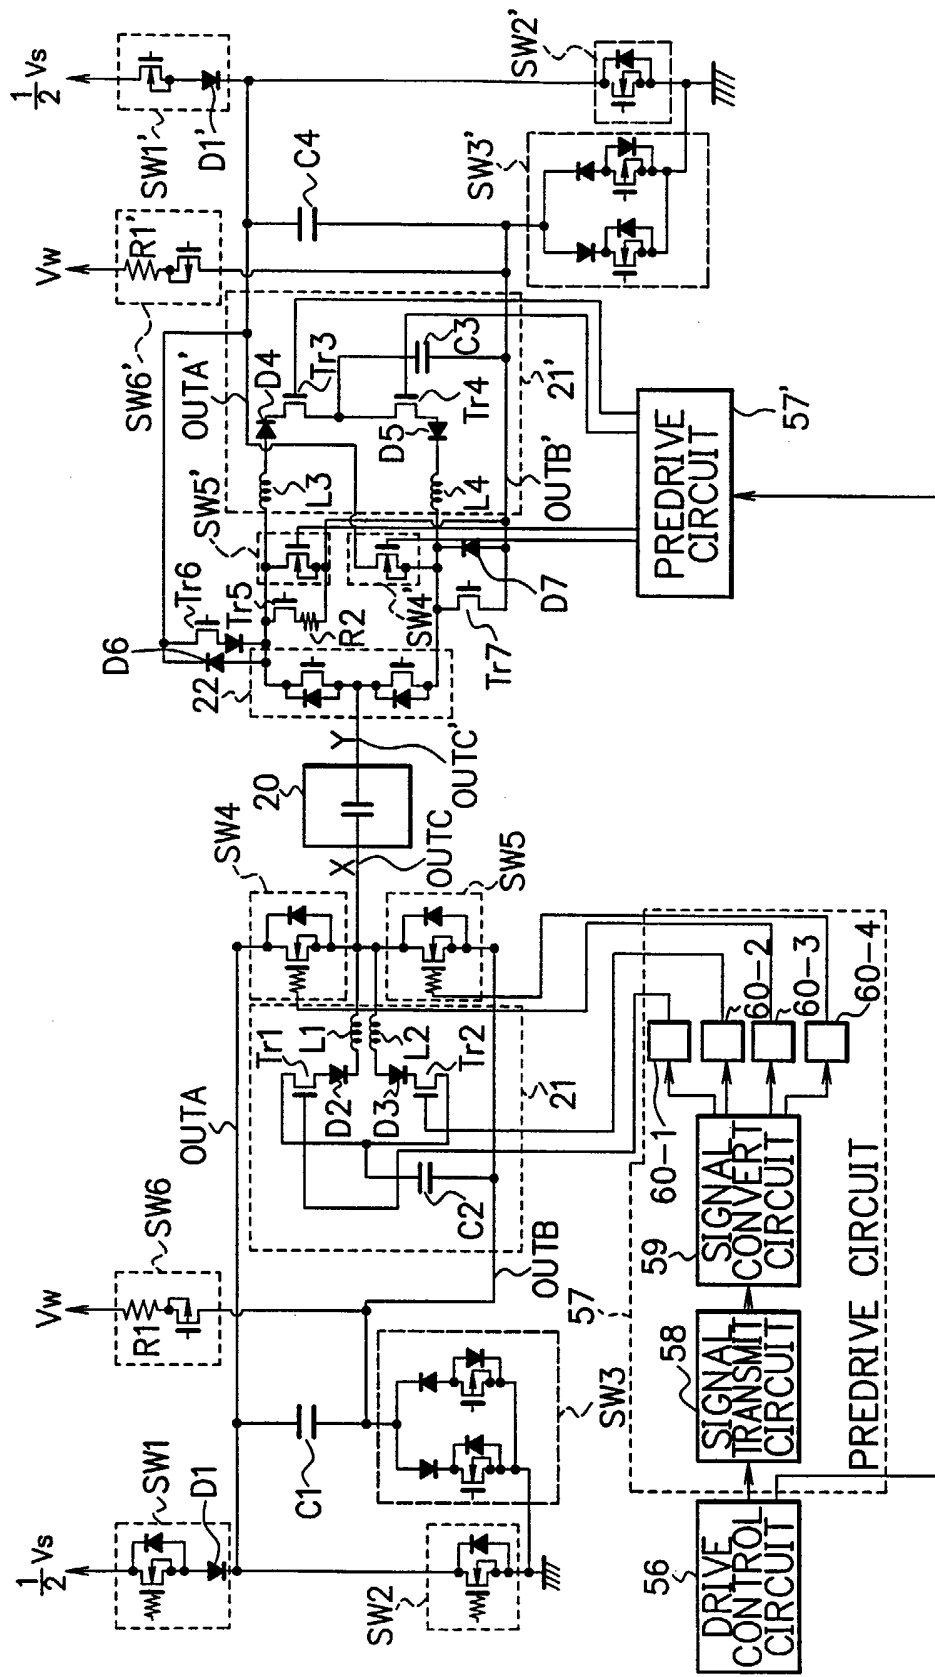 1/2 Vs
SW1
D1
SW2
C1
SW3
Vw
R1
SW6
OUTA
OUTB
C2
Tr1
L1
D2
D3
L2
Tr2
21
SW4
SW5
X
OUTC
20
Y
OUTC'
22
D6
Tr6
Tr5
R2
SW5'
SW4'
Tr7
D7
L3
L4
D4
Tr3
D5
Tr4
C3
21'
OUTA'
OUTB'
SW6'
Vw
R1'
C4
SW3'
SW1'
D1'
1/2 Vs
SW2'
PREDRIVE
CIRCUIT
57'
56
DRIVE
CONTROL
CIRCUIT
57
58
SIGNAL
TRANSMIT
CIRCUIT
59
SIGNAL
CONVERT
CIRCUIT
60-1
60-2
60-3
60-4
PREDRIVE CIRCUIT